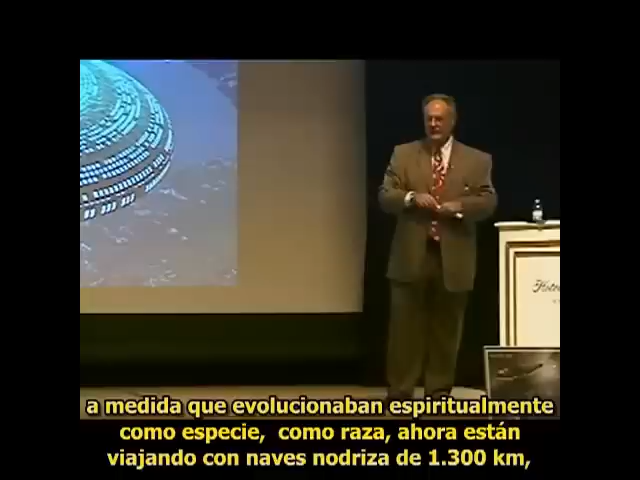 a medida que evolucionaban espiritualmente
como especie,  como raza, ahora están
viajando con naves nodriza de 1.300 km,